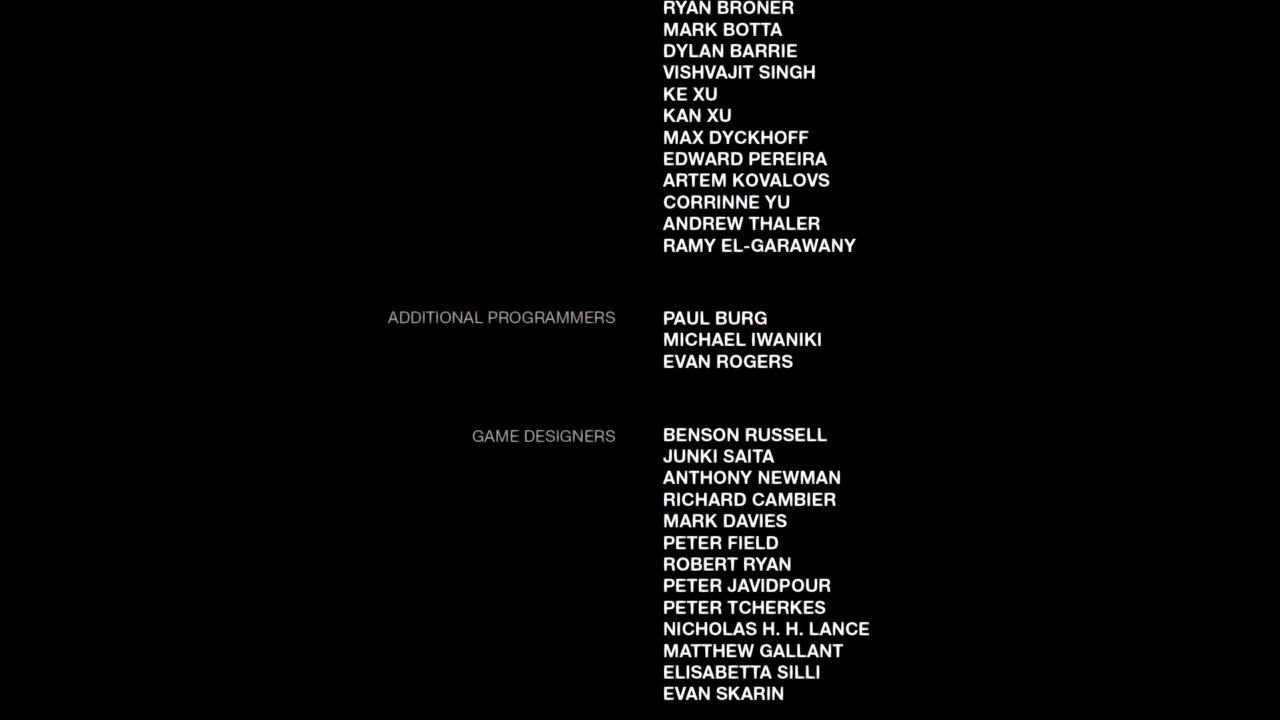 RYAN BRONER
MARK BOTTA
DYLAN BARRIE
VISHVAJIT SINGH
KE XU
KAN XU
MAX DYCKHOFF
EDWARD PEREIRA
ARTEM KOVALOVS
CORRINNE YU
ANDREW THALER
RAMY EL-GARAWANY
ADDITIONAL PROGRAMMERS PAUL BURG
MICHAEL IWANIKI
EVAN ROGERS
GAME DESIGNERS BENSON RUSSELL
JUNKI SAITA
ANTHONY NEWMAN
RICHARD CAMBIER
MARK DAVIES
PETER FIELD
ROBERT RYAN
PETER JAVIDPOUR
PETER TCHERKES
NICHOLAS H. H. LANCE
MATTHEW GALLANT
ELISABETTA SILLI
EVAN SKARIN